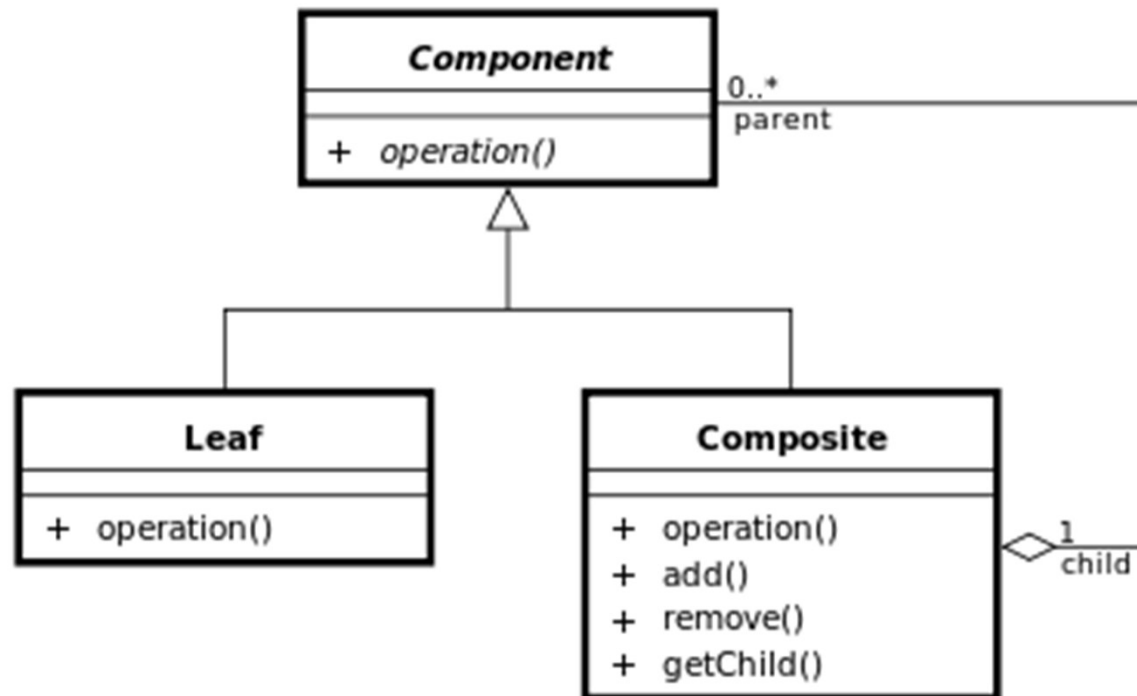 Component
0..*
parent
+ operation()
Leaf
+ operation()
Composite
+ operation()
+ add()
+ remove()
+ getChild()
1
child